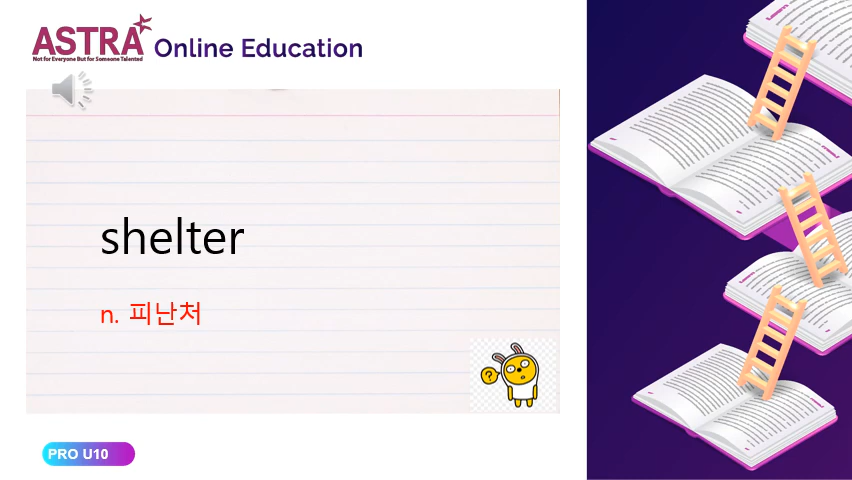 ASTRA Online Education
Not for Everyone But for Someone Talented
shelter
n. 피난처
?
PRO U10